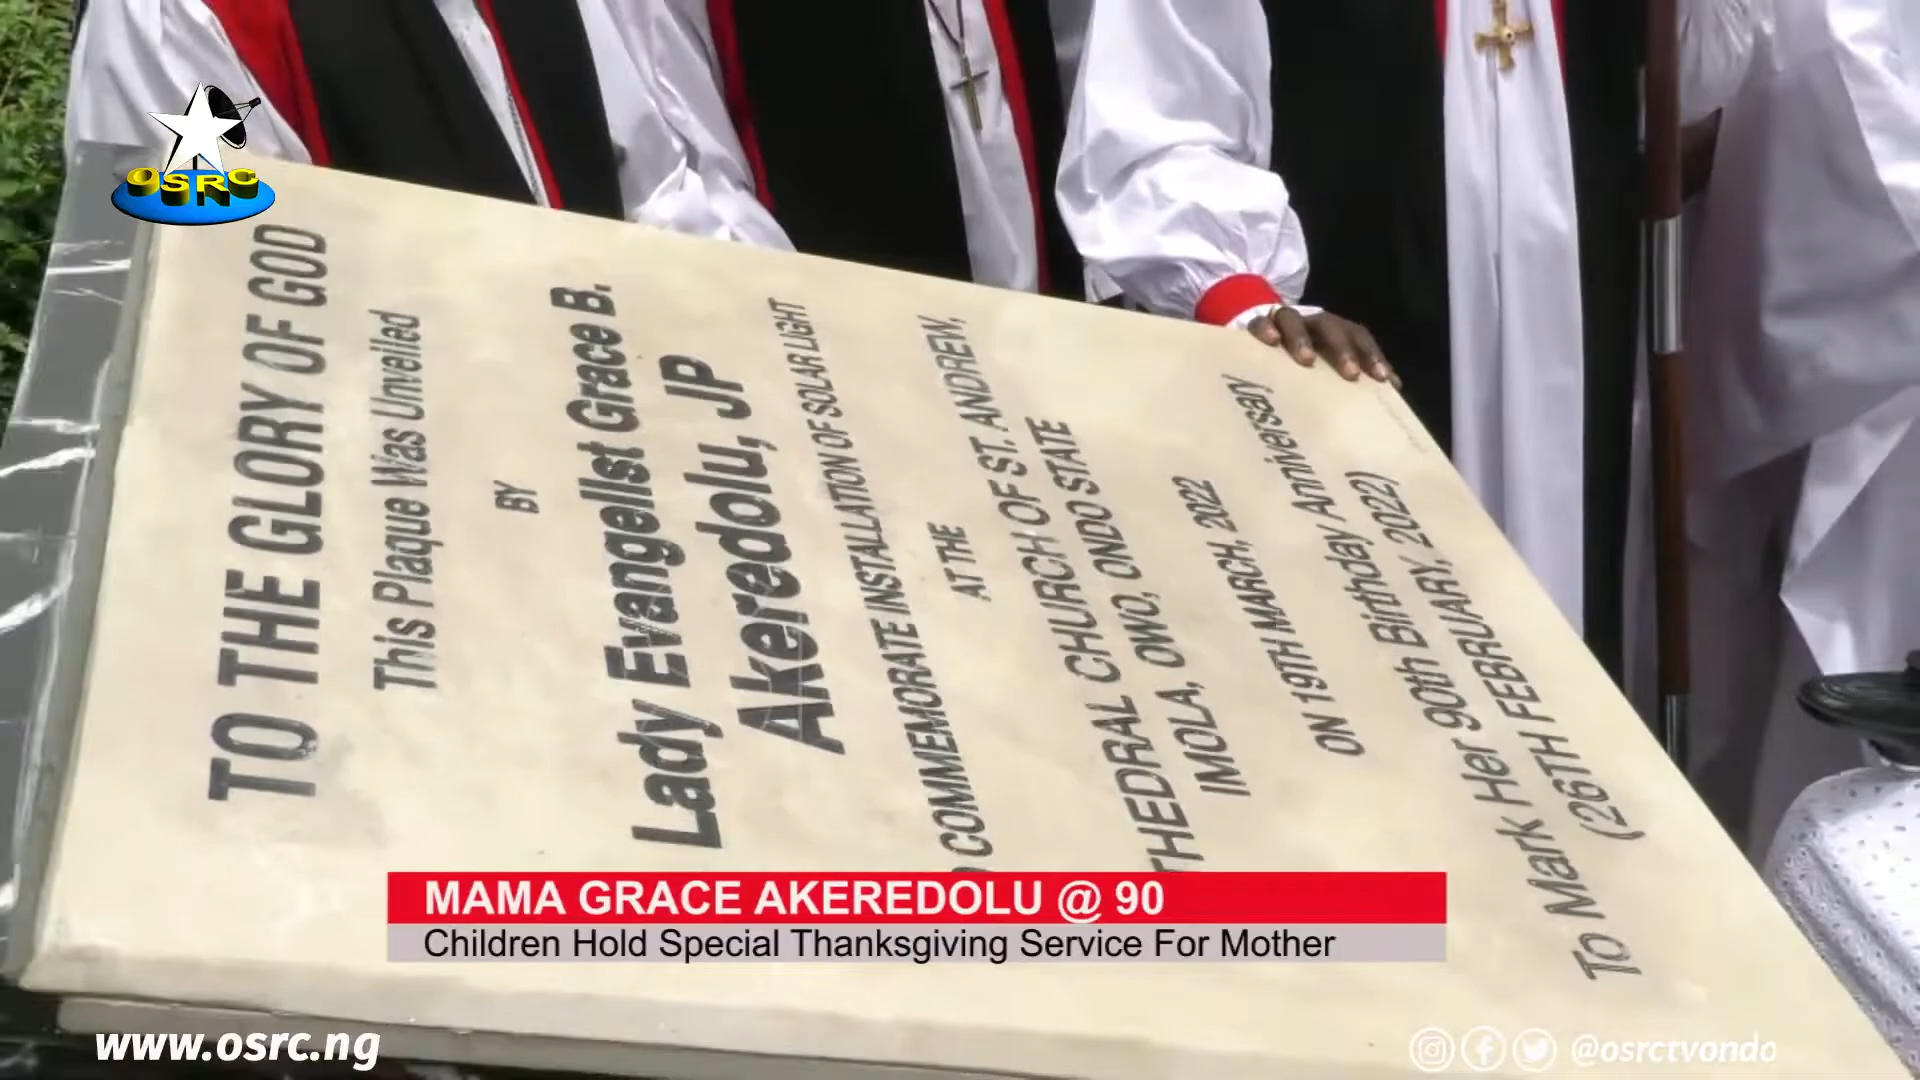 OSRC
TO THE GLORY OF GOD
This Plaque Was Unveiled
BY
Lady Evangelist Grace B.
Akeredolu, JP
COMMEMORATE INSTALLATION OF SOLAR LIGHT
AT THE
THEDRAL CHURCH OF ST. ANDREW,
IMOLA, OWO, ONDO STATE
ON 19TH MARCH, 2022
To Mark Her 90th Birthday Anniversary
(26TH FEBRUARY, 2022)
MAMA GRACE AKEREDOLU @ 90
Children Hold Special Thanksgiving Service For Mother
www.osrc.ng
@osrctvondo